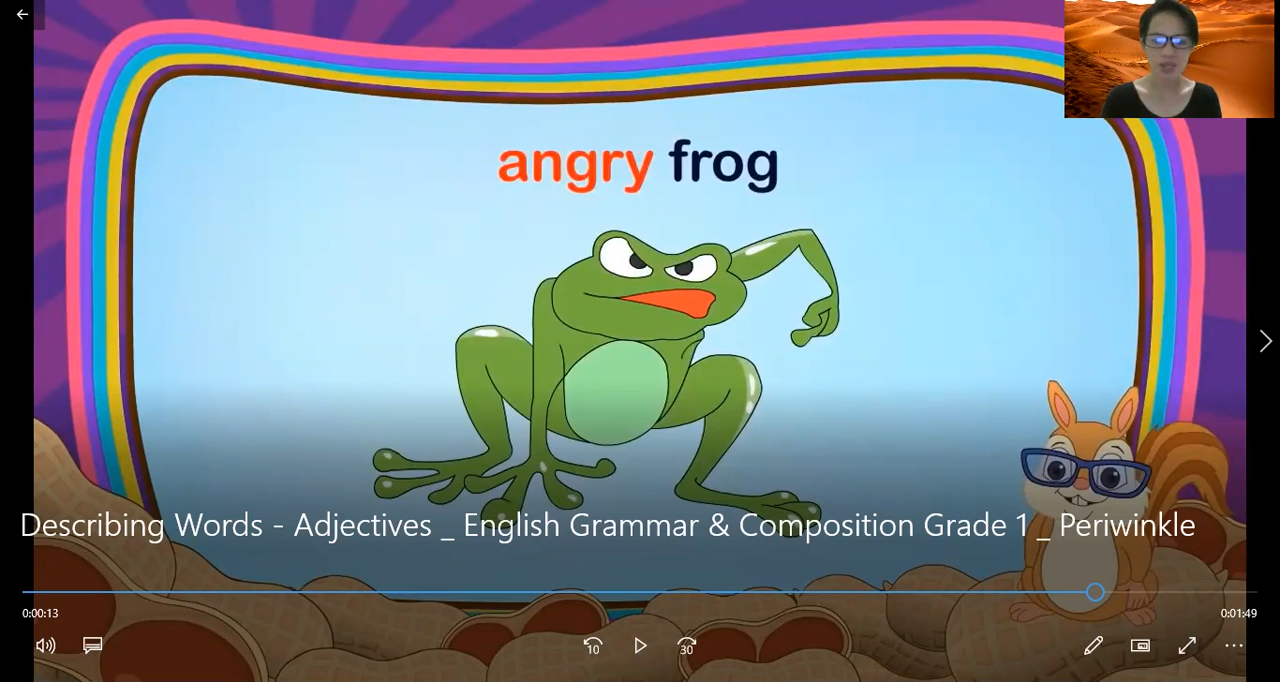 angry frog
Describing Words - Adjectives _ English Grammar & Composition Grade 1 _ Periwinkle
0:00:13
0:01:49
10
30